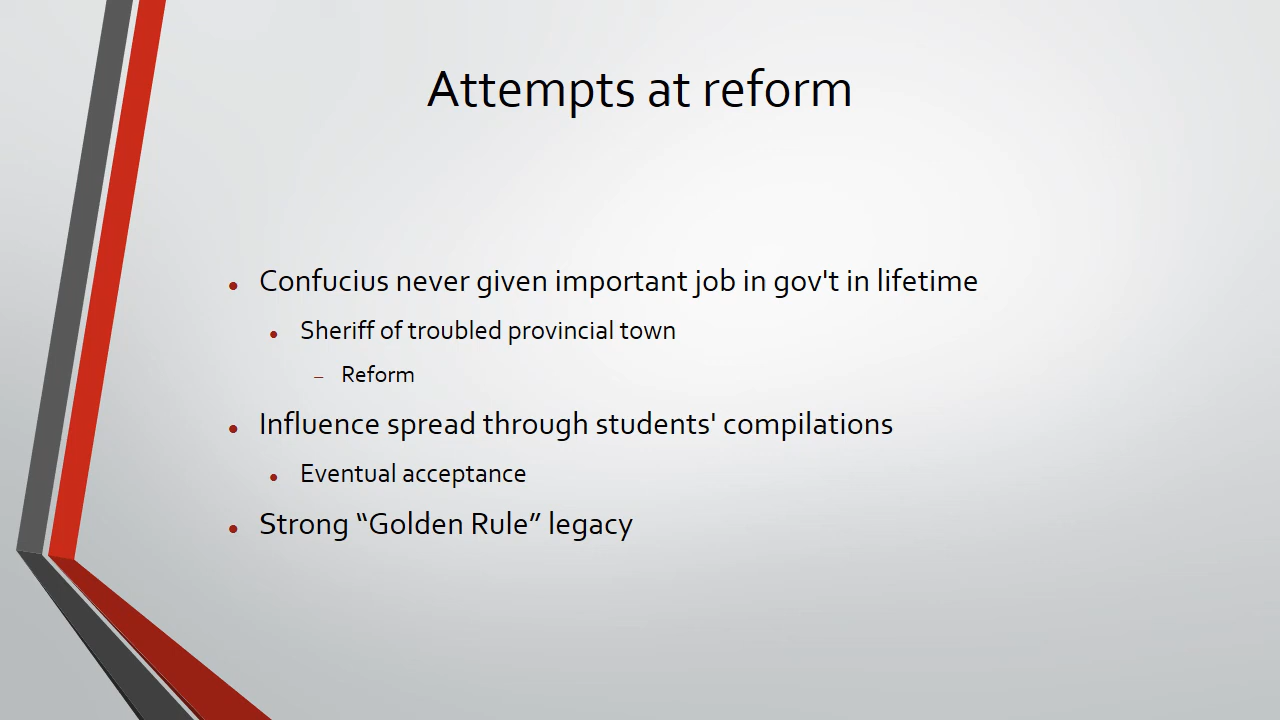 Attempts at reform
• Confucius never given important job in gov't in lifetime
• Sheriff of troubled provincial town
– Reform
• Influence spread through students' compilations
• Eventual acceptance
• Strong “Golden Rule” legacy